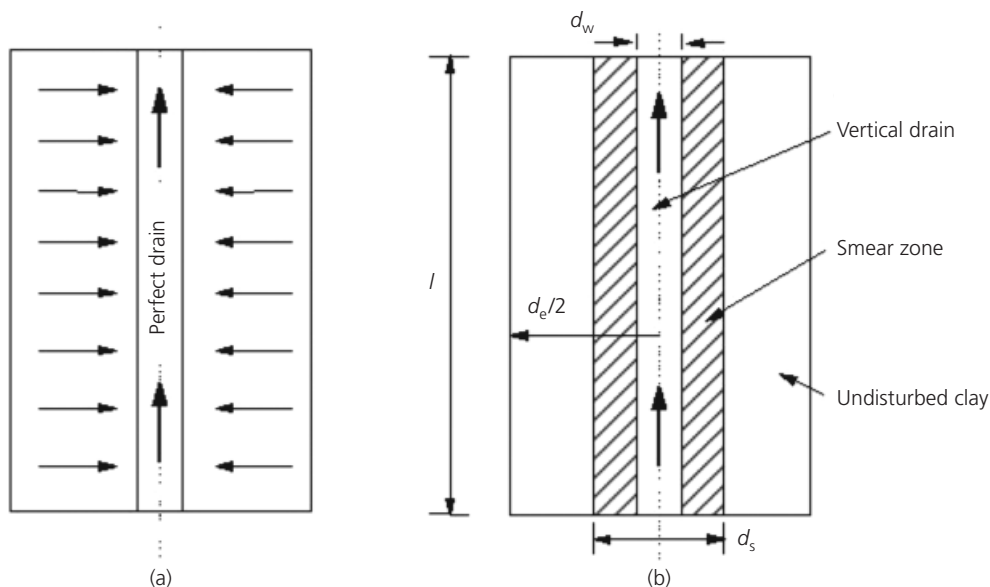 Perfect drain
(a)
d_w
Vertical drain
Smear zone
l
d_e/2
Undisturbed clay
d_s
(b)